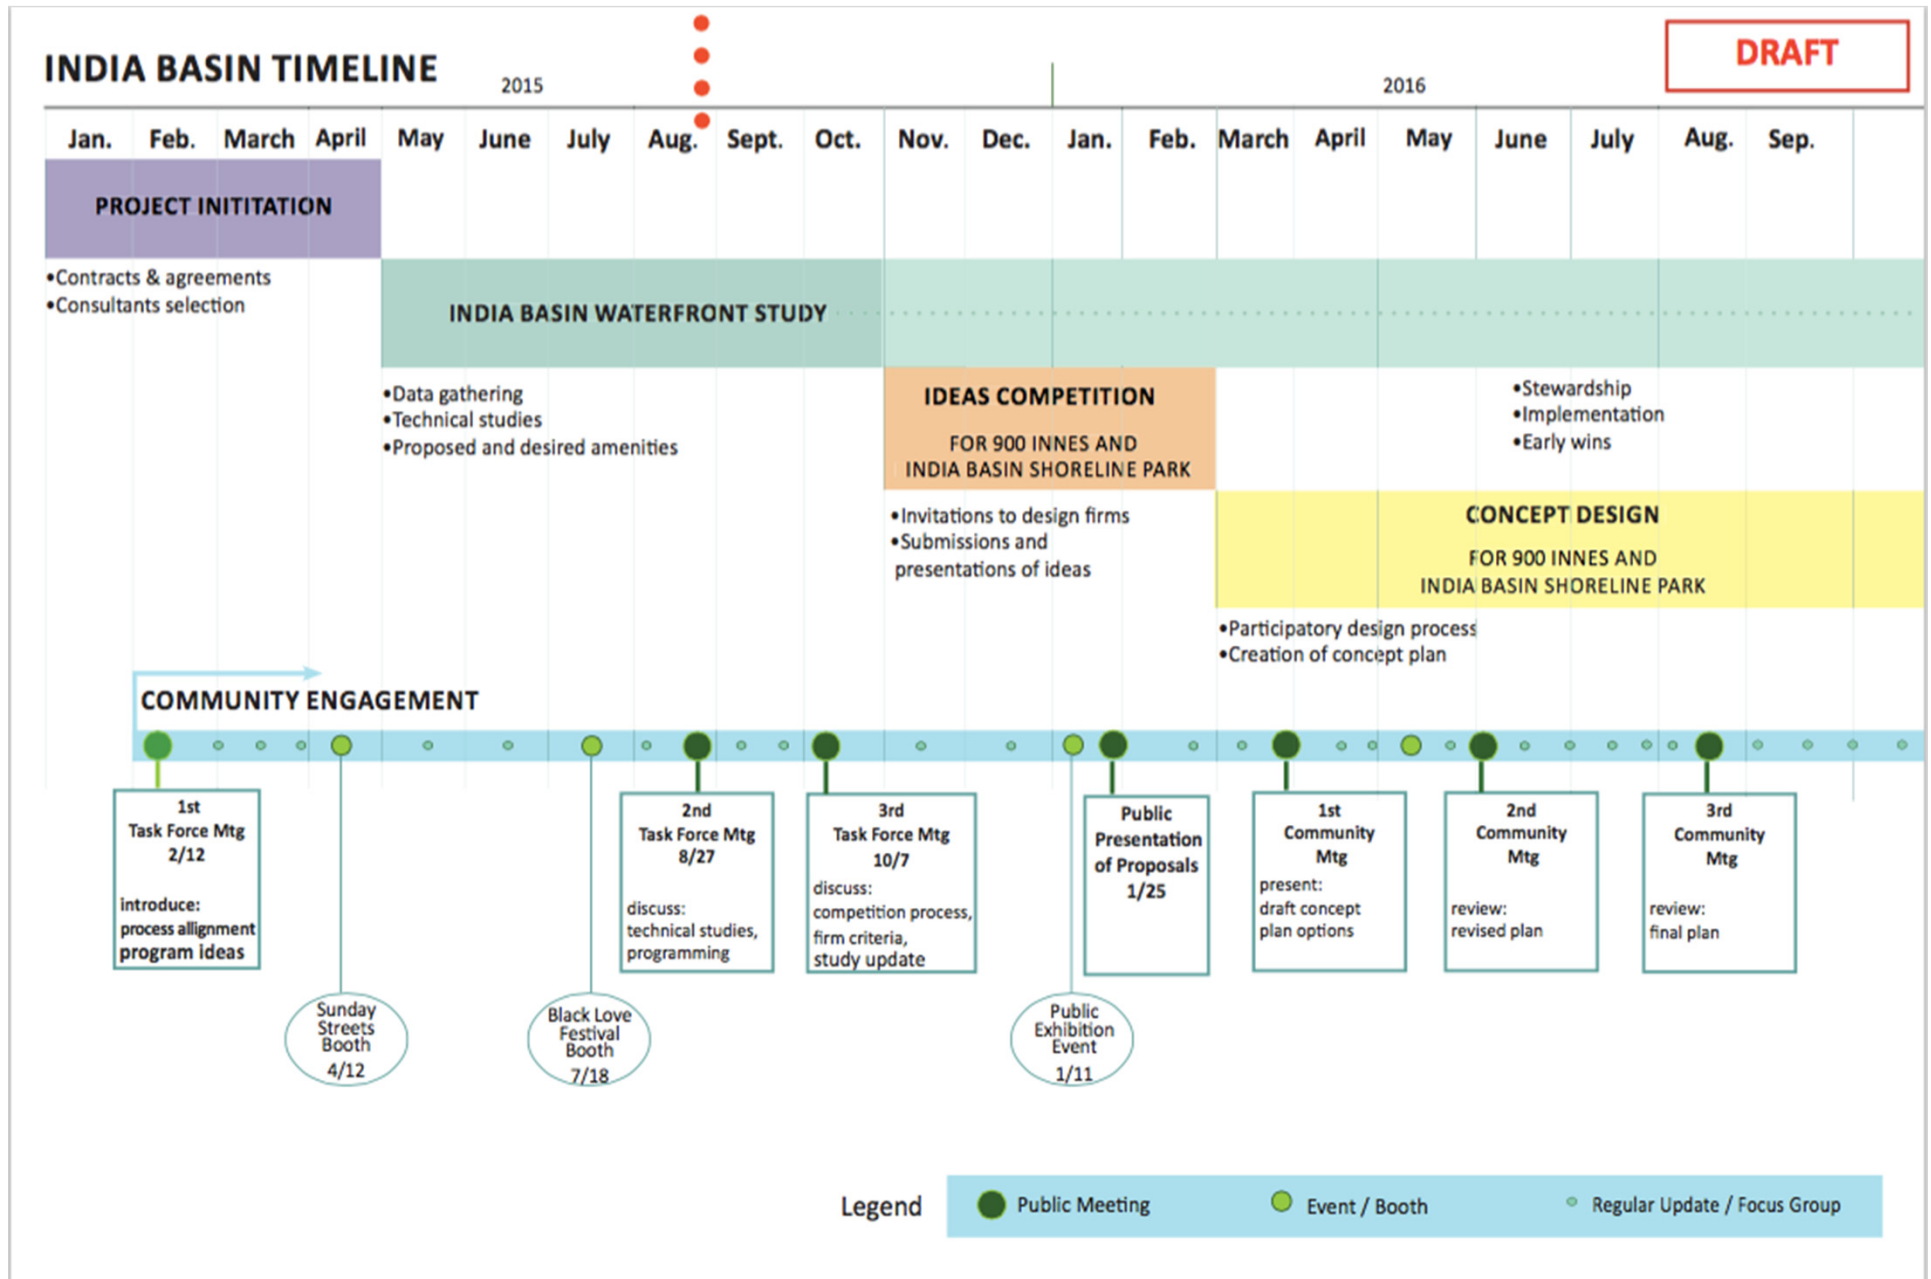 INDIA BASIN TIMELINE
2015
2016
DRAFT
Jan.
Feb.
March
April
May
June
July
Aug.
Sept.
Oct.
Nov.
Dec.
Jan.
Feb.
March
April
May
June
July
Aug.
Sep.
PROJECT INITITATION
•Contracts & agreements
•Consultants selection
INDIA BASIN WATERFRONT STUDY
•Data gathering
•Technical studies
•Proposed and desired amenities
IDEAS COMPETITION
FOR 900 INNES AND
INDIA BASIN SHORELINE PARK
•Invitations to design firms
•Submissions and
presentations of ideas
•Stewardship
•Implementation
•Early wins
CONCEPT DESIGN
FOR 900 INNES AND
INDIA BASIN SHORELINE PARK
•Participatory design process
•Creation of concept plan
COMMUNITY ENGAGEMENT
1st
Task Force Mtg
2/12
introduce:
process allignment
program ideas
2nd
Task Force Mtg
8/27
discuss:
technical studies,
programming
3rd
Task Force Mtg
10/7
discuss:
competition process,
firm criteria,
study update
Public
Presentation
of Proposals
1/25
1st
Community
Mtg
present:
draft concept
plan options
2nd
Community
Mtg
review:
revised plan
3rd
Community
Mtg
review:
final plan
Sunday
Streets
Booth
4/12
Black Love
Festival
Booth
7/18
Public
Exhibition
Event
1/11
Legend
Public Meeting
Event / Booth
Regular Update / Focus Group